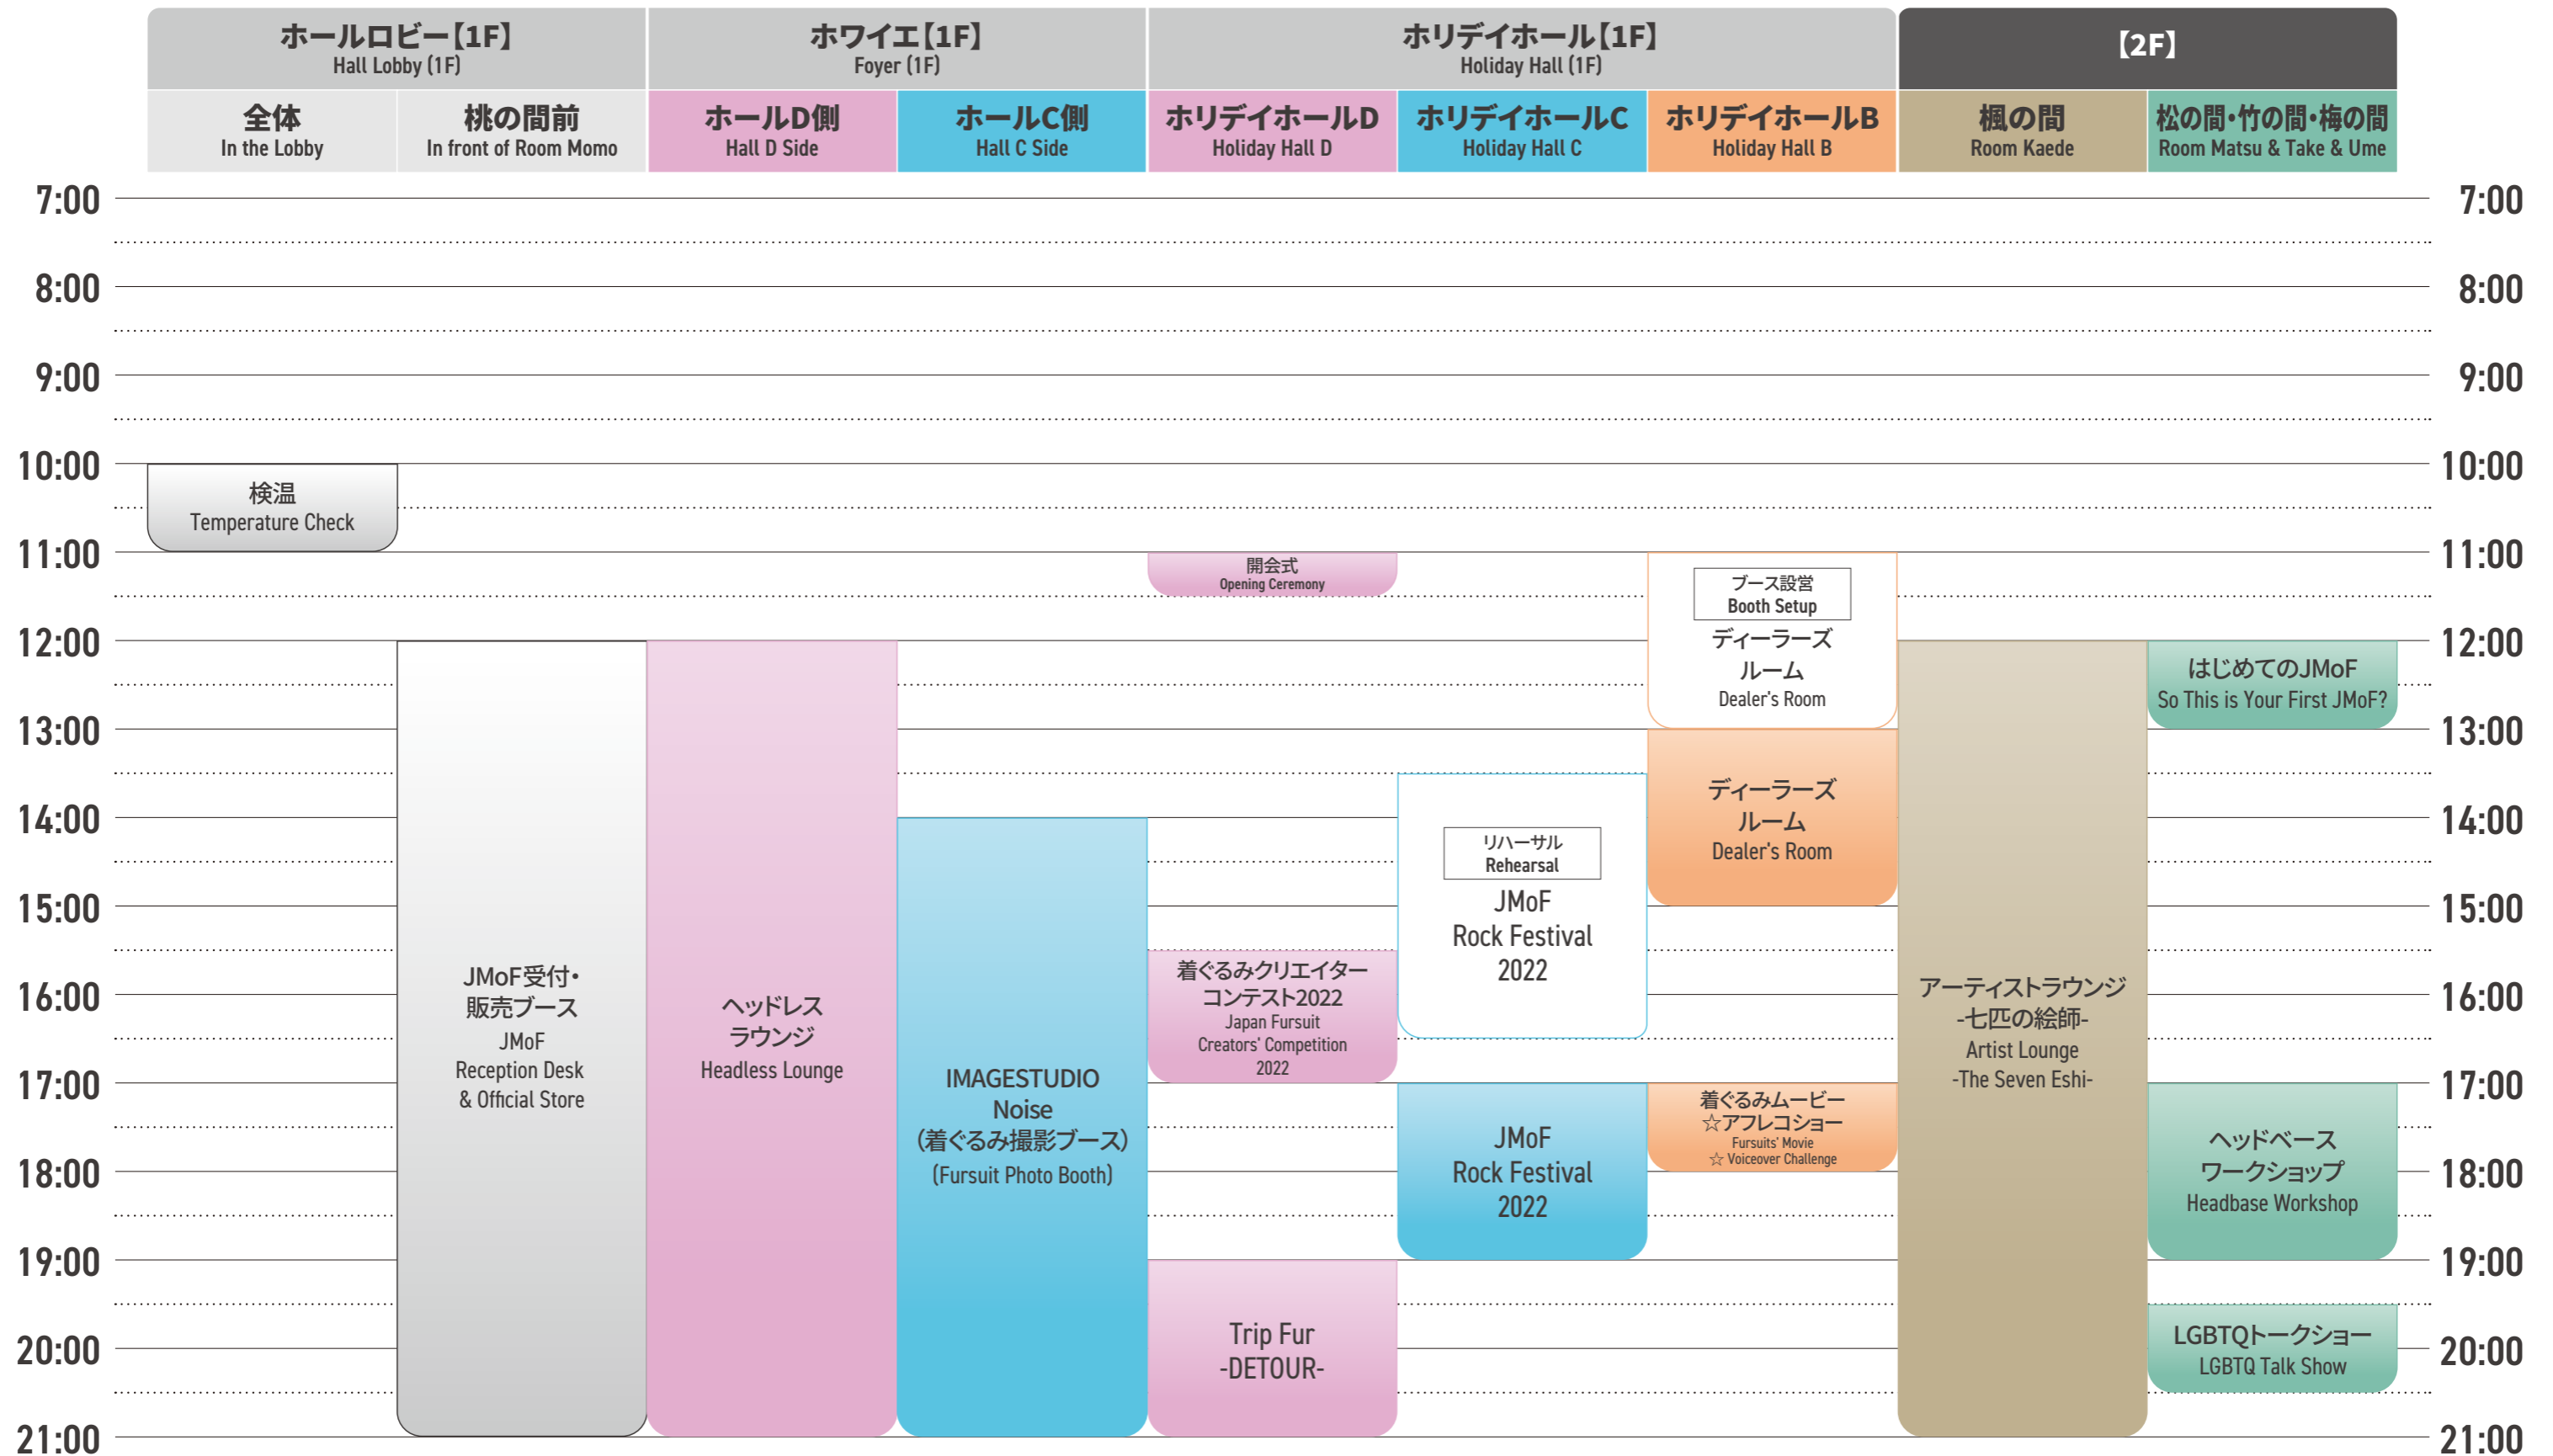 ホールロビー【1F】
Hall Lobby (1F)
ホワイエ【1F】
Foyer (1F)
ホリデイホール【1F】
Holiday Hall (1F)
【2F】
全体
In the Lobby
桃の間前
In front of Room Momo
ホールD側
Hall D Side
ホールC側
Hall C Side
ホリデイホールD
Holiday Hall D
ホリデイホールC
Holiday Hall C
ホリデイホールB
Holiday Hall B
楓の間
Room Kaede
松の間・竹の間・梅の間
Room Matsu & Take & Ume
7:00
7:00
8:00
8:00
9:00
9:00
10:00
10:00
検温
Temperature Check
11:00
11:00
開会式
Opening Ceremony
ブース設営
Booth Setup
ディーラーズ
ルーム
Dealer's Room
12:00
12:00
はじめてのJMoF
So This is Your First JMoF?
13:00
13:00
ディーラーズ
ルーム
Dealer's Room
14:00
14:00
リハーサル
Rehearsal
JMoF
Rock Festival
2022
15:00
15:00
着ぐるみクリエイター
コンテスト2022
Japan Fursuit
Creators' Competition
2022
16:00
16:00
JMoF受付・
販売ブース
JMoF
Reception Desk
& Official Store
ヘッドレス
ラウンジ
Headless Lounge
IMAGESTUDIO
Noise
（着ぐるみ撮影ブース）
(Fursuit Photo Booth)
アーティストラウンジ
-七匹の絵師-
Artist Lounge
-The Seven Eshi-
17:00
17:00
JMoF
Rock Festival
2022
着ぐるみムービー
☆アフレコショー
Fursuits' Movie
☆ Voiceover Challenge
ヘッドベース
ワークショップ
Headbase Workshop
18:00
18:00
19:00
19:00
Trip Fur
-DETOUR-
LGBTQトークショー
LGBTQ Talk Show
20:00
20:00
21:00
21:00